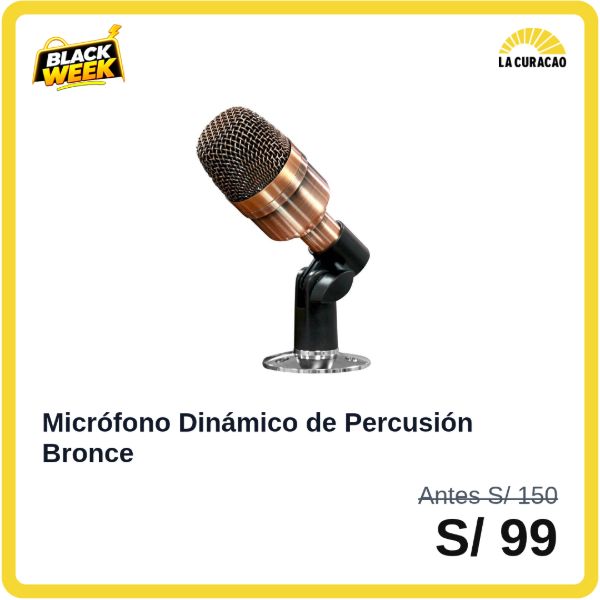 BLACK
WEEK
LA CURACAO
Micrófono Dinámico de Percusión
Bronce
Antes S/ 150
S/ 99